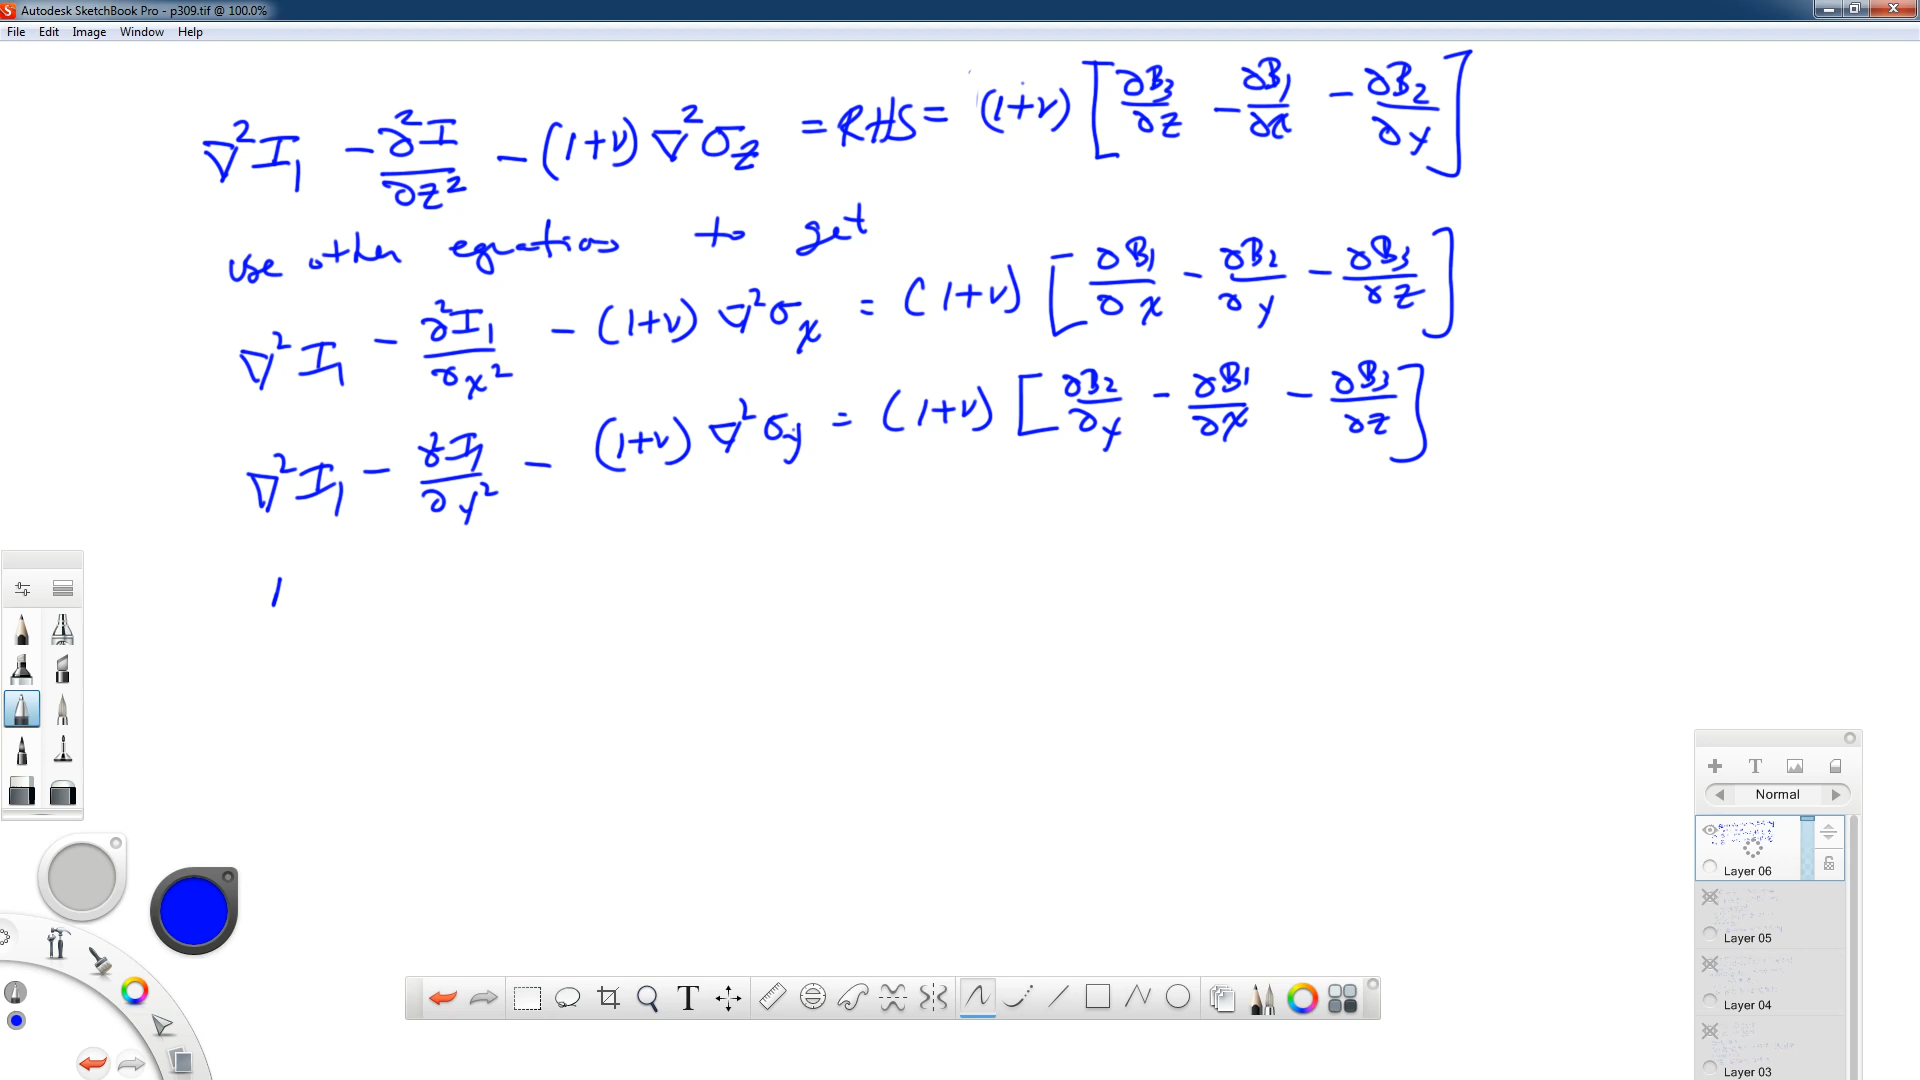 Autodesk SketchBook Pro - p309.tif @ 100.0%
File Edit Image Window Help
∇²I₁ - ∂²I/∂z² - (1+ν) ∇²σz = RHS = (1+ν) [∂B₃/∂z - ∂B₁/∂x - ∂B₂/∂y]
use other equations to get
∇²I₁ - ∂²I₁/∂x² - (1+ν) ∇²σx = (1+ν) [∂B₁/∂x - ∂B₂/∂y - ∂B₃/∂z]
∇²I₁ - ∂²I₁/∂y² - (1+ν) ∇²σy = (1+ν) [∂B₂/∂y - ∂B₁/∂x - ∂B₃/∂z]
T
Normal
Layer 06
Layer 05
Layer 04
Layer 03
T